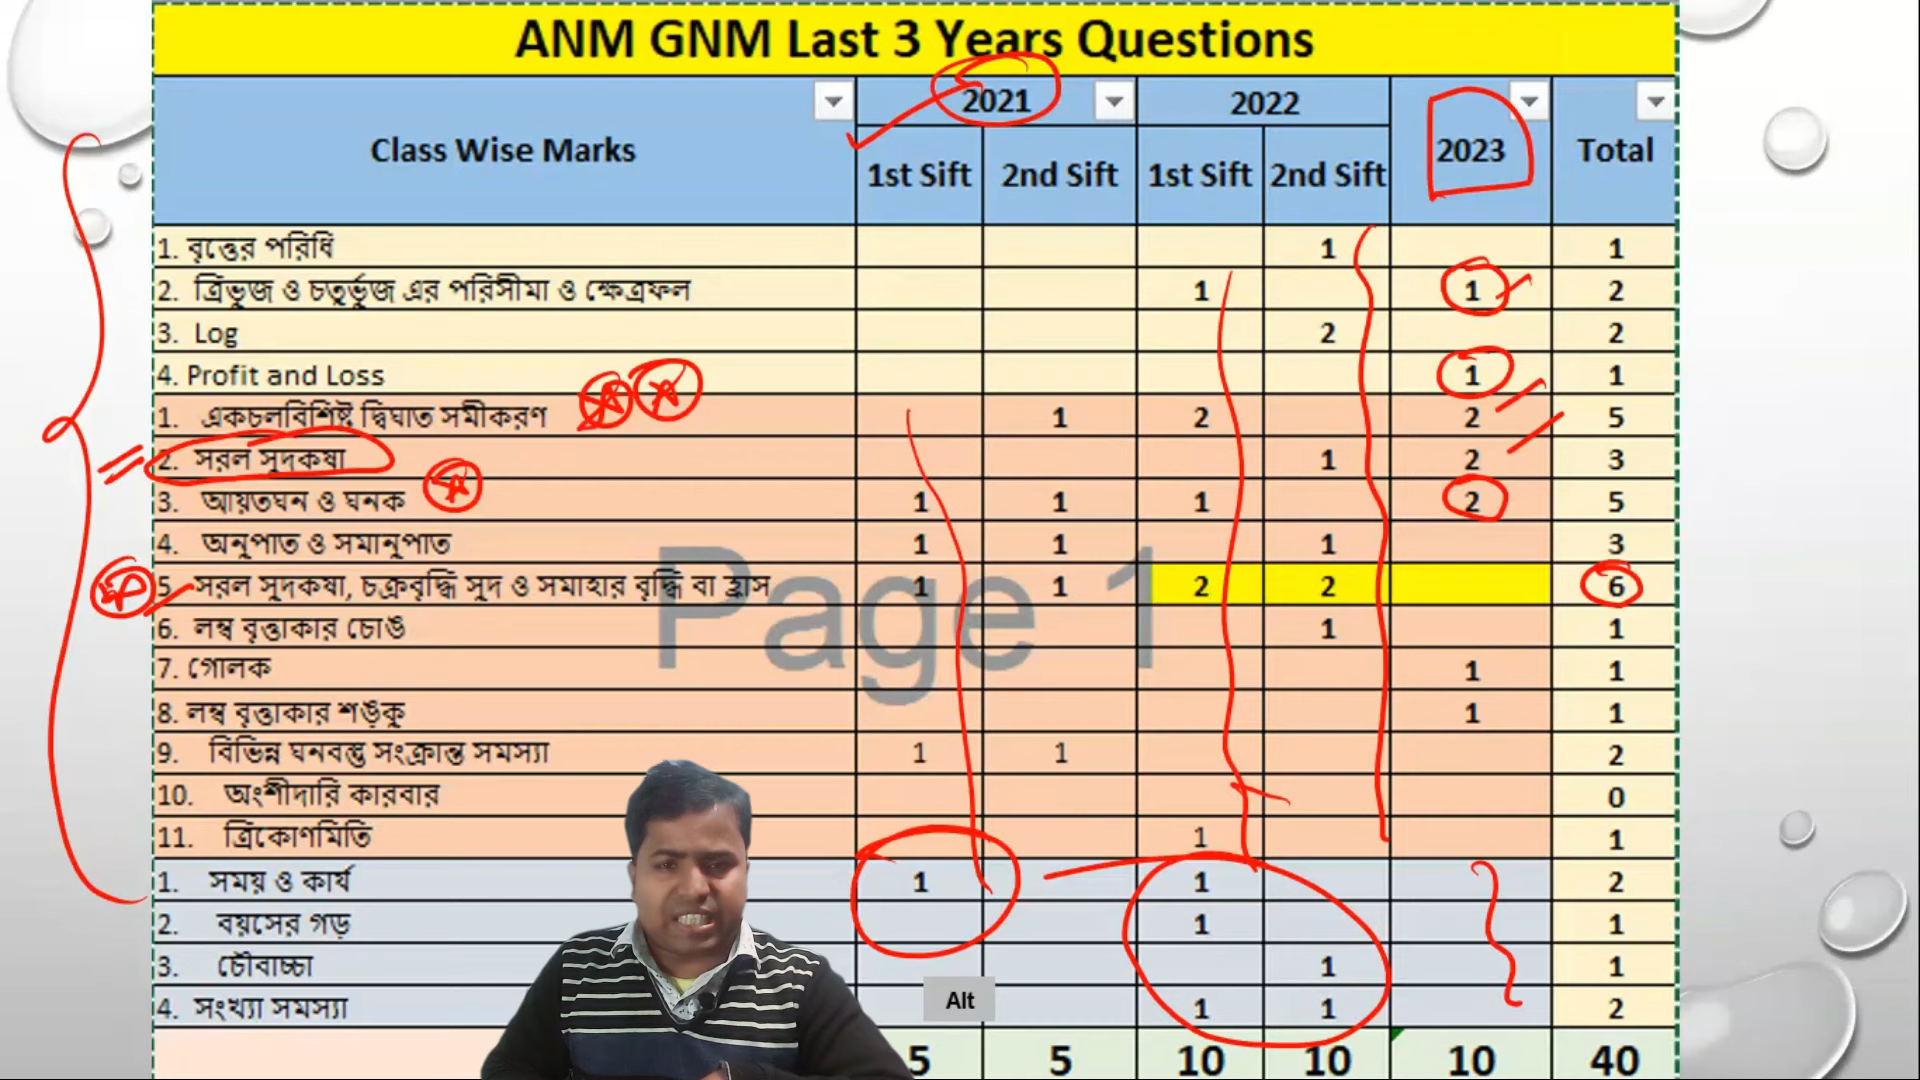 ANM GNM Last 3 Years Questions
Class Wise Marks 2021 2022 2023 Total
1st Sift 2nd Sift 1st Sift 2nd Sift
1. বৃত্তের পরিধি 1 1
2. ত্রিভুজ ও চতুর্ভুজ এর পরিসীমা ও ক্ষেত্রফল 1 1 2
3. Log 2 2
4. Profit and Loss 1 1
1. একচলবিশিষ্ট দ্বিঘাত সমীকরণ 1 2 2 5
2. সরল সুদকষা 1 2 3
3. আয়তঘন ও ঘনক 1 1 1 2 5
4. অনুপাত ও সমানুপাত 1 1 1 3
5. সরল সুদকষা, চক্রবৃদ্ধি সুদ ও সমাহার বৃদ্ধি বা হ্রাস 1 1 2 2 6
6. লম্ব বৃত্তাকার চোঙ 1 1
7. গোলক 1 1
8. লম্ব বৃত্তাকার শঙ্কু 1 1
9. বিভিন্ন ঘনবস্তু সংক্রান্ত সমস্যা 1 1 2
10. অংশীদারি কারবার 0
11. ত্রিকোণমিতি 1 1
1. সময় ও কার্য 1 1 2
2. বয়সের গড় 1 1
3. চৌবাচ্চা 1 1
4. সংখ্যা সমস্যা 1 1 2
5 5 10 10 10 40
Page 1
Alt